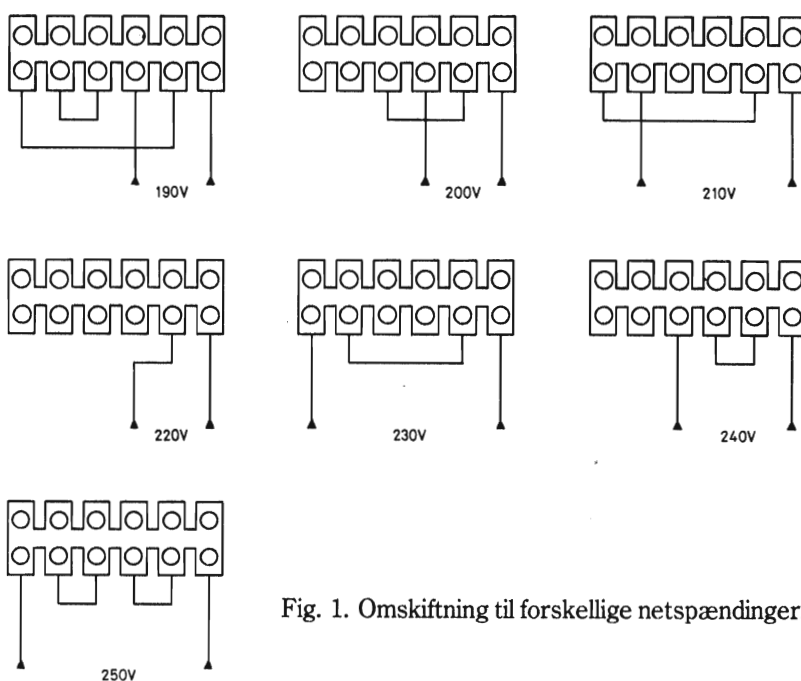 190V
200V
210V
220V
230V
240V
250V
Fig. 1. Omskiftning til forskellige netspændinger